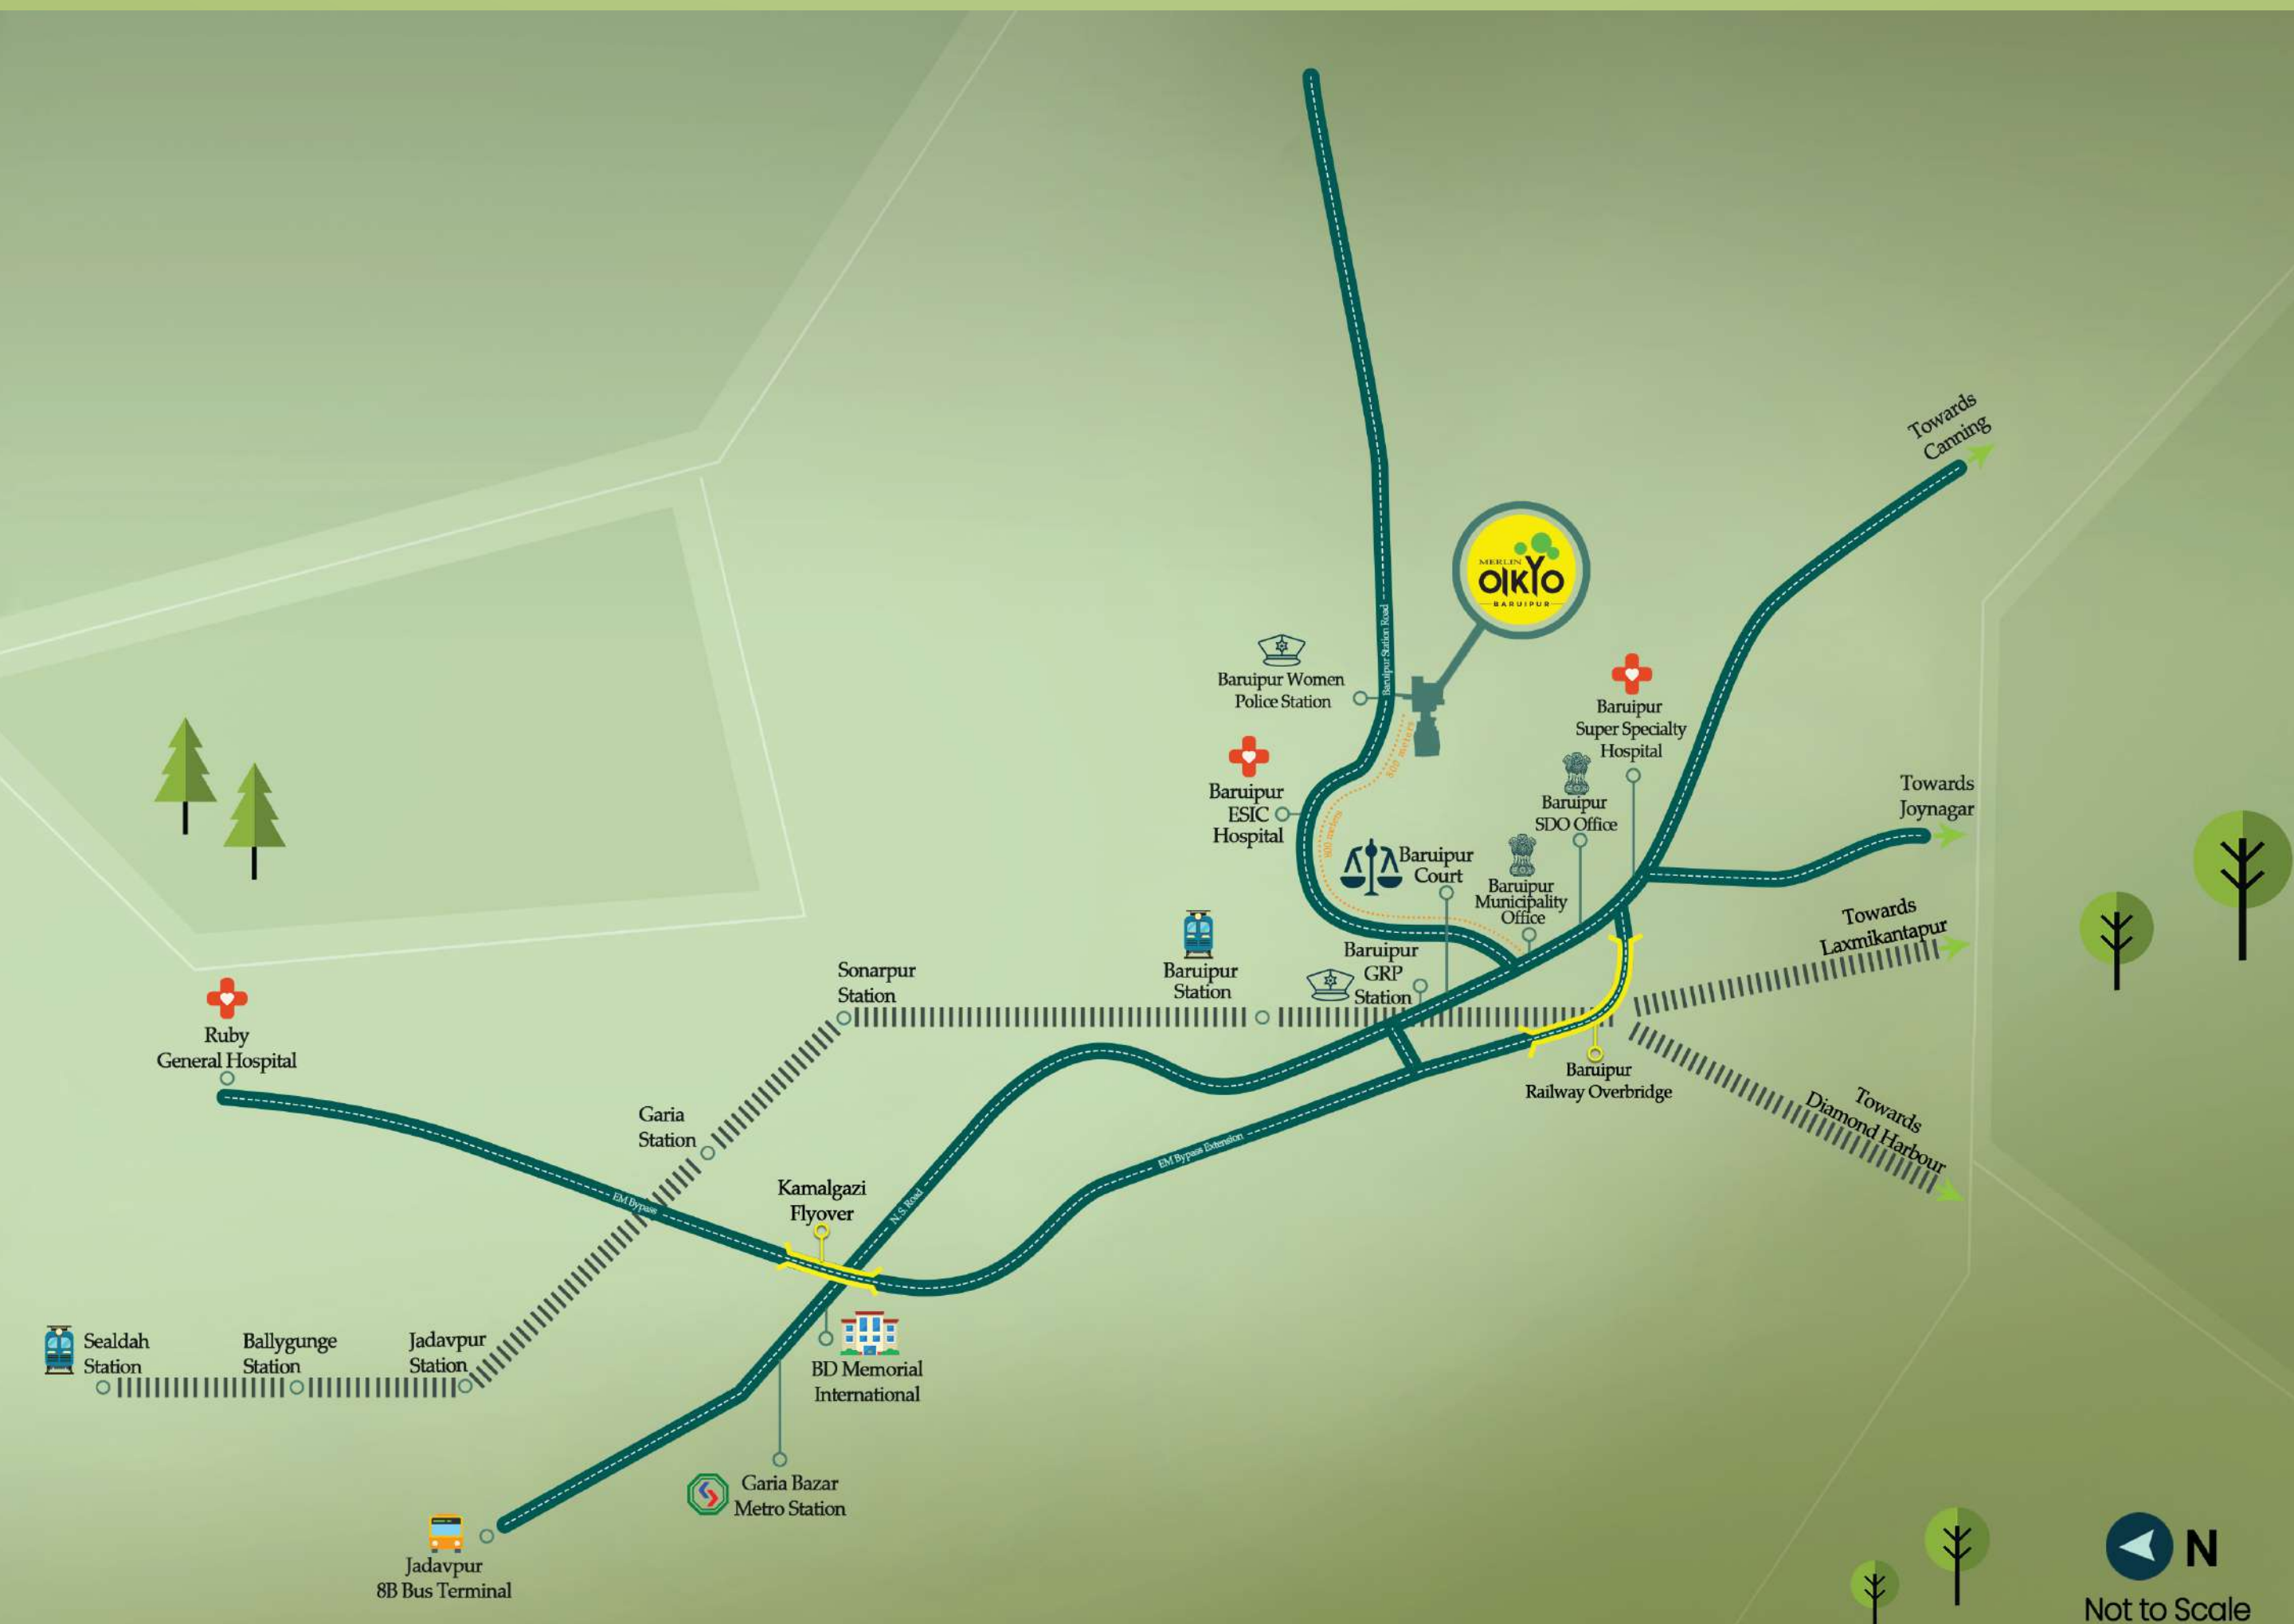 Towards
Canning
MERLIN
OIKYO
BARUIPUR
Baruipur Station Road
Baruipur Women
Police Station
800 meters
Baruipur
Super Specialty
Hospital
Baruipur
ESIC
Hospital
800 meters
Baruipur
SDO Office
Towards
Joynagar
Baruipur
Court
Baruipur
Municipality
Office
Towards
Laxmikantapur
Baruipur
GRP
Station
Baruipur
Station
Sonarpur
Station
Ruby
General Hospital
Baruipur
Railway Overbridge
Towards
Diamond Harbour
Garia
Station
EM Bypass Extension
EM Bypass
Kamalgazi
Flyover
N.S. Road
Sealdah
Station
Ballygunge
Station
Jadavpur
Station
BD Memorial
International
Garia Bazar
Metro Station
Jadavpur
8B Bus Terminal
N
Not to Scale